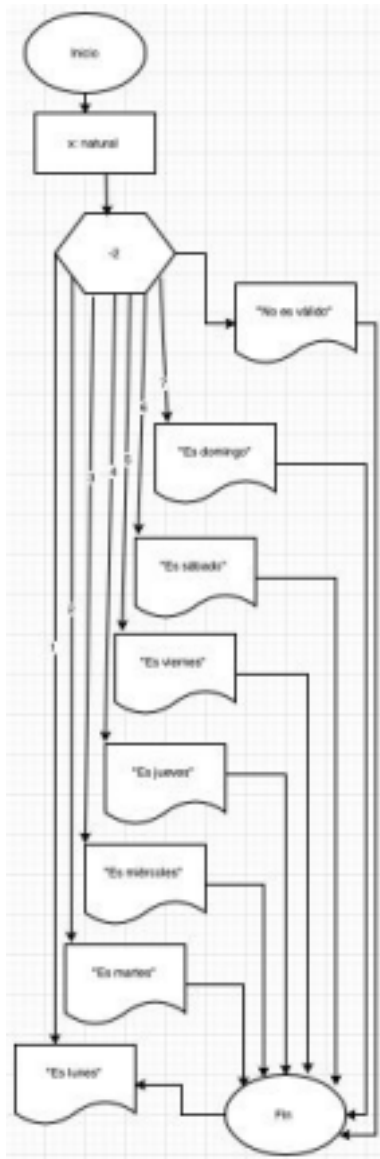 Inicio
x: natural
-2
"No es válido"
7
6
"Es domingo"
5
4
3
"Es sábado"
2
"Es viernes"
1
"Es jueves"
"Es miércoles"
"Es martes"
"Es lunes"
Fin